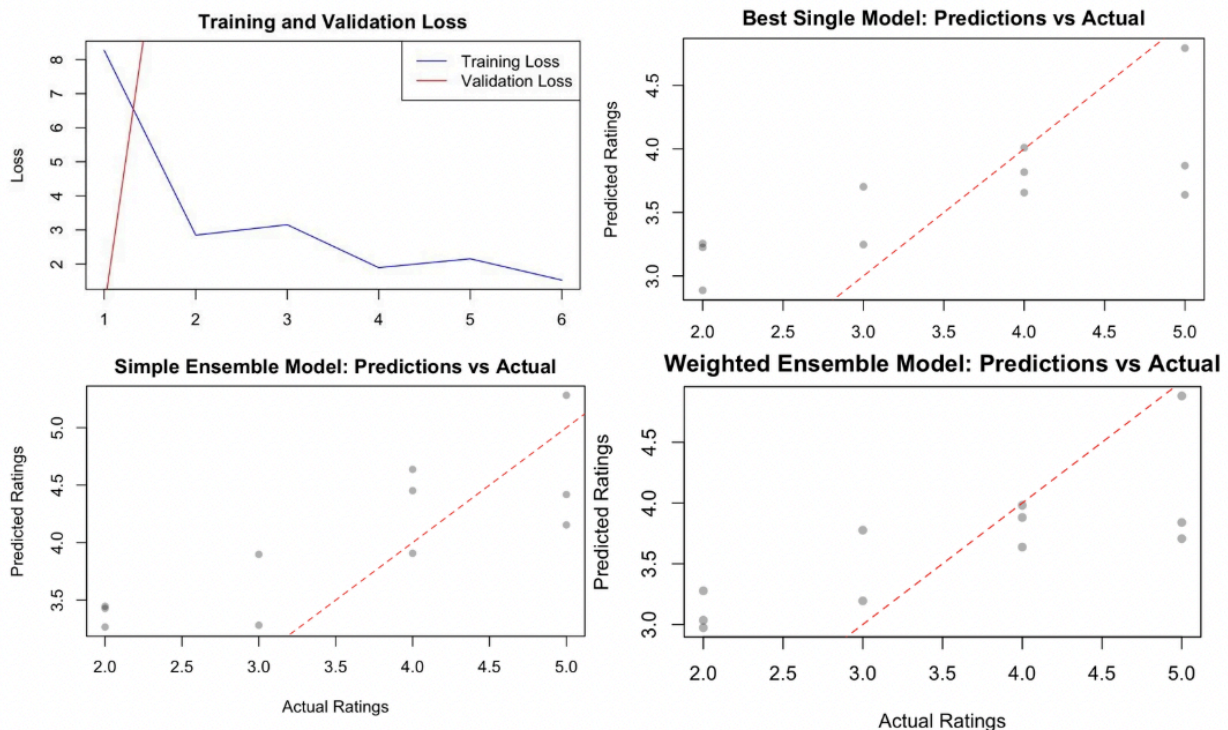 Training and Validation Loss
Loss
8
7
6
5
4
3
2
Training Loss
Validation Loss
1 2 3 4 5 6
Best Single Model: Predictions vs Actual
Predicted Ratings
4.5
4.0
3.5
3.0
2.0 2.5 3.0 3.5 4.0 4.5 5.0
Simple Ensemble Model: Predictions vs Actual
Predicted Ratings
5.0
4.5
4.0
3.5
2.0 2.5 3.0 3.5 4.0 4.5 5.0
Actual Ratings
Weighted Ensemble Model: Predictions vs Actual
Predicted Ratings
4.5
4.0
3.5
3.0
2.0 2.5 3.0 3.5 4.0 4.5 5.0
Actual Ratings